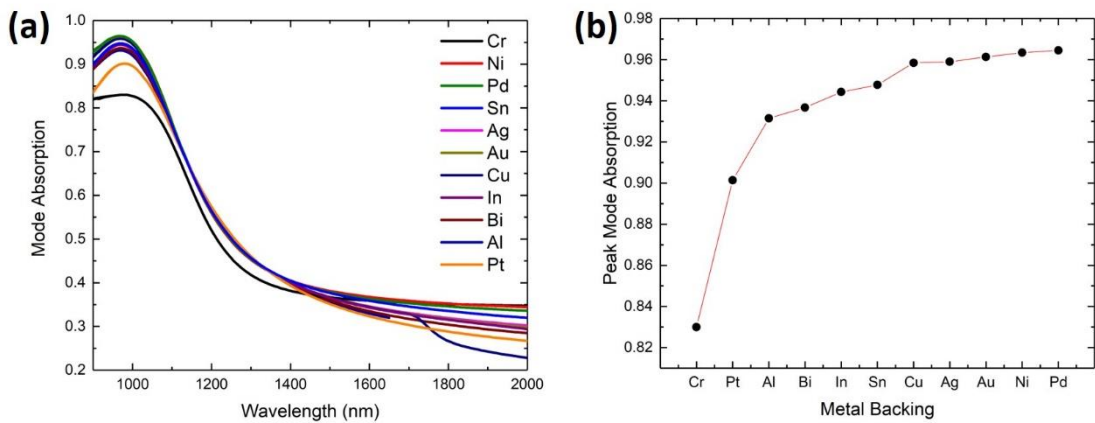 (a)
1.0
0.9
0.8
0.7
0.6
0.5
0.4
0.3
0.2
Mode Absorption
1000
1200
1400
1600
1800
2000
Wavelength (nm)
Cr
Ni
Pd
Sn
Ag
Au
Cu
In
Bi
Al
Pt
(b)
0.98
0.96
0.94
0.92
0.90
0.88
0.86
0.84
0.82
Peak Mode Absorption
Cr Pt Al Bi In Sn Cu Ag Au Ni Pd
Metal Backing